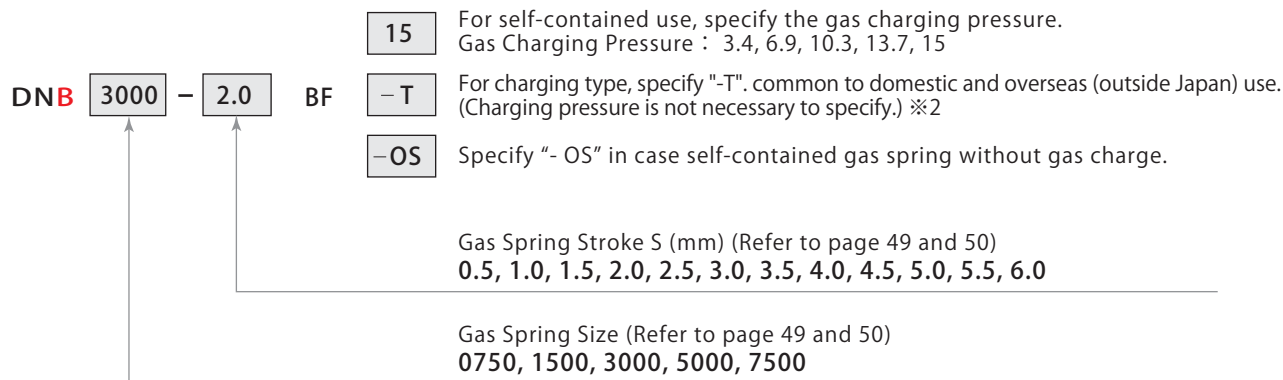 15
For self-contained use, specify the gas charging pressure.
Gas Charging Pressure： 3.4, 6.9, 10.3, 13.7, 15
DNB 3000 – 2.0 BF –T
For charging type, specify "-T". common to domestic and overseas (outside Japan) use.
(Charging pressure is not necessary to specify.) ※2
–OS
Specify “- OS” in case self-contained gas spring without gas charge.
Gas Spring Stroke S (mm) (Refer to page 49 and 50)
0.5, 1.0, 1.5, 2.0, 2.5, 3.0, 3.5, 4.0, 4.5, 5.0, 5.5, 6.0
Gas Spring Size (Refer to page 49 and 50)
0750, 1500, 3000, 5000, 7500